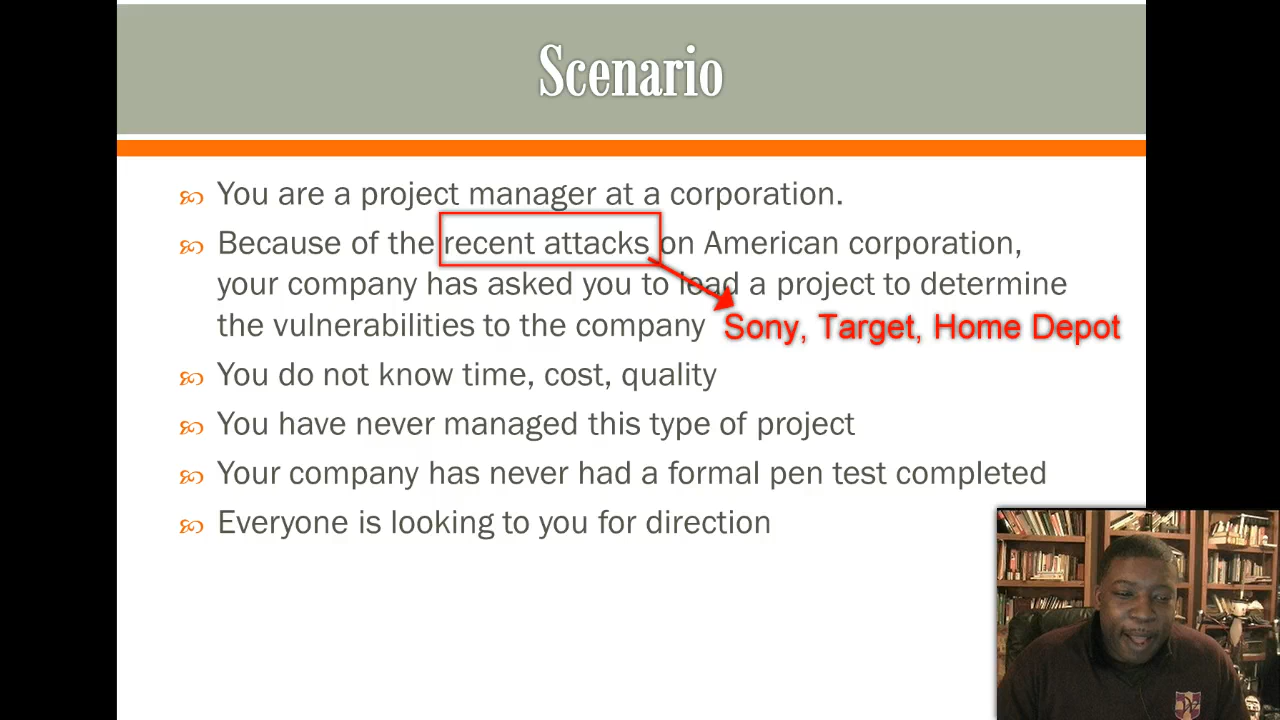 Scenario
You are a project manager at a corporation.
Because of the recent attacks on American corporation,
your company has asked you to lead a project to determine
the vulnerabilities to the company
Sony, Target, Home Depot
You do not know time, cost, quality
You have never managed this type of project
Your company has never had a formal pen test completed
Everyone is looking to you for direction